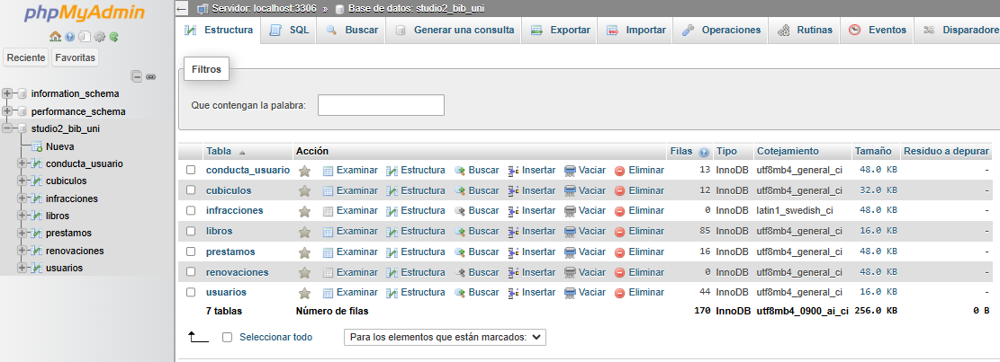 phpMyAdmin
Servidor: localhost:3306 » Base de datos: studio2_bib_uni
Estructura SQL Buscar Generar una consulta Exportar Importar Operaciones Rutinas Eventos Disparadore
Reciente Favoritas
information_schema
performance_schema
studio2_bib_uni
Nueva
conducta_usuario
cubiculos
infracciones
libros
prestamos
renovaciones
usuarios
Filtros
Que contengan la palabra:
Tabla Acción Filas Tipo Cotejamiento Tamaño Residuo a depurar
conducta_usuario Examinar Estructura Buscar Insertar Vaciar Eliminar 13 InnoDB utf8mb4_general_ci 48.0 KB -
cubiculos Examinar Estructura Buscar Insertar Vaciar Eliminar 12 InnoDB utf8mb4_general_ci 32.0 KB -
infracciones Examinar Estructura Buscar Insertar Vaciar Eliminar 0 InnoDB latin1_swedish_ci 48.0 KB -
libros Examinar Estructura Buscar Insertar Vaciar Eliminar 85 InnoDB utf8mb4_general_ci 16.0 KB -
prestamos Examinar Estructura Buscar Insertar Vaciar Eliminar 16 InnoDB utf8mb4_general_ci 48.0 KB -
renovaciones Examinar Estructura Buscar Insertar Vaciar Eliminar 0 InnoDB utf8mb4_general_ci 48.0 KB -
usuarios Examinar Estructura Buscar Insertar Vaciar Eliminar 44 InnoDB utf8mb4_general_ci 16.0 KB -
7 tablas Número de filas 170 InnoDB utf8mb4_0900_ai_ci 256.0 KB 0 B
Seleccionar todo Para los elementos que están marcados: